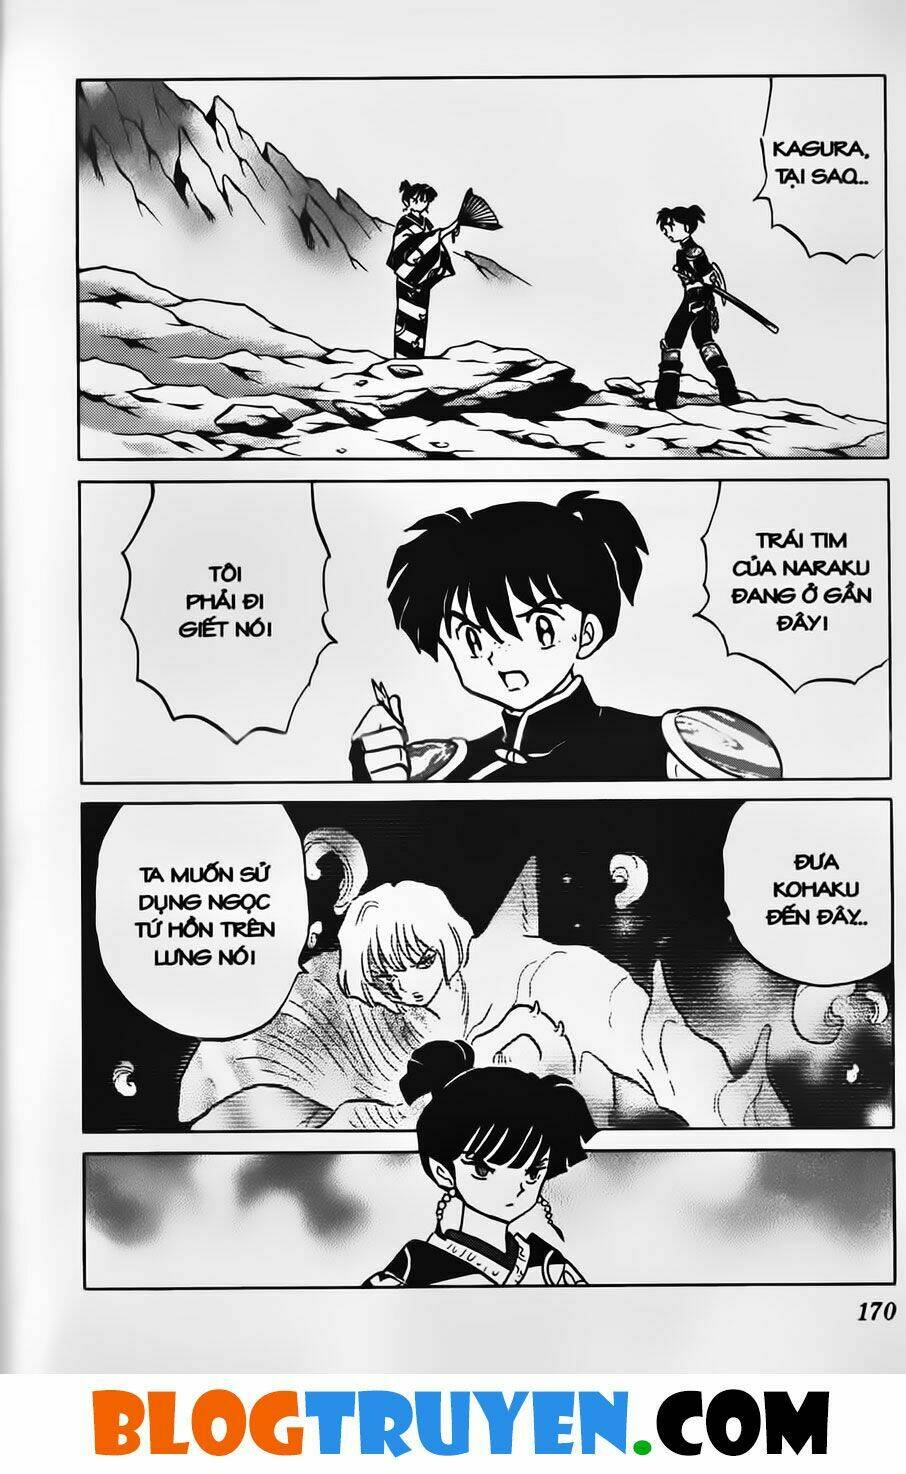 KAGURA,
TẠI SAO...
TRÁI TIM
CỦA NARAKU
ĐANG Ở GẦN
ĐÂY!
TÔI
PHẢI ĐI
GIẾT NÓ!
ĐƯA
KOHAKU
ĐẾN ĐÂY...
TA MUỐN SỬ
DỤNG NGỌC
TỨ HỒN TRÊN
LƯNG NÓ!
170
BLOGTRUYEN.COM